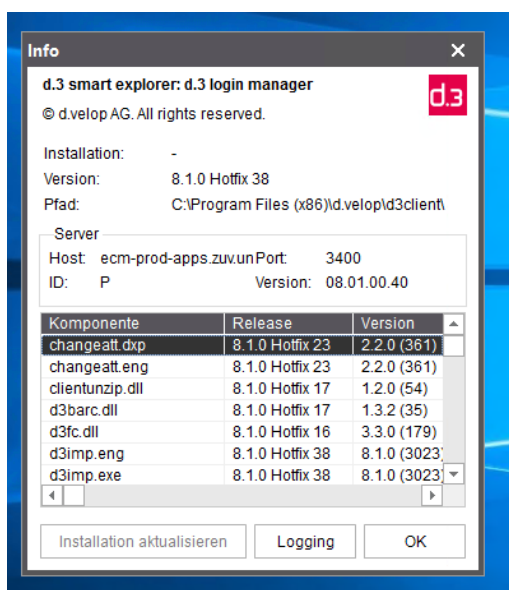 Info
d.3 smart explorer: d.3 login manager
d.3
© d.velop AG. All rights reserved.
Installation: -
Version: 8.1.0 Hotfix 38
Pfad: C:\Program Files (x86)\d.velop\d3client\
Server
Host: ecm-prod-apps.zuv.un Port: 3400
ID: P Version: 08.01.00.40
Komponente Release Version
changeatt.dxp 8.1.0 Hotfix 23 2.2.0 (361)
changeatt.eng 8.1.0 Hotfix 23 2.2.0 (361)
clientunzip.dll 8.1.0 Hotfix 17 1.2.0 (54)
d3barc.dll 8.1.0 Hotfix 17 1.3.2 (35)
d3fc.dll 8.1.0 Hotfix 16 3.3.0 (179)
d3imp.eng 8.1.0 Hotfix 38 8.1.0 (3023)
d3imp.exe 8.1.0 Hotfix 38 8.1.0 (3023)
Installation aktualisieren Logging OK